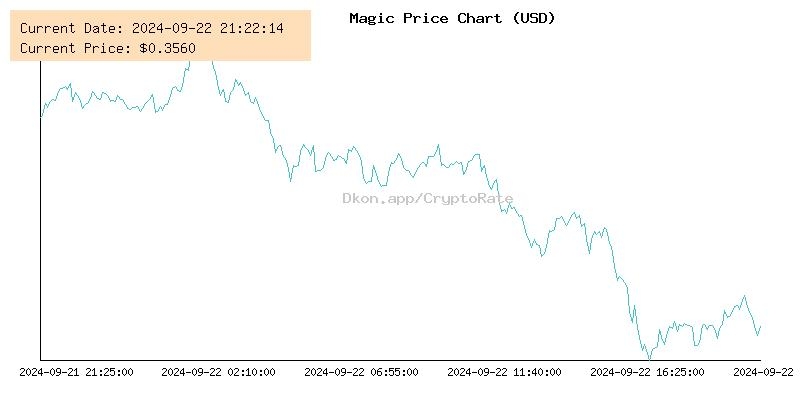 Magic Price Chart (USD)
Current Date: 2024-09-22 21:22:14
Current Price: $0.3560
Dkon.app/CryptoRate
2024-09-21 21:25:00
2024-09-22 02:10:00
2024-09-22 06:55:00
2024-09-22 11:40:00
2024-09-22 16:25:00
2024-09-22